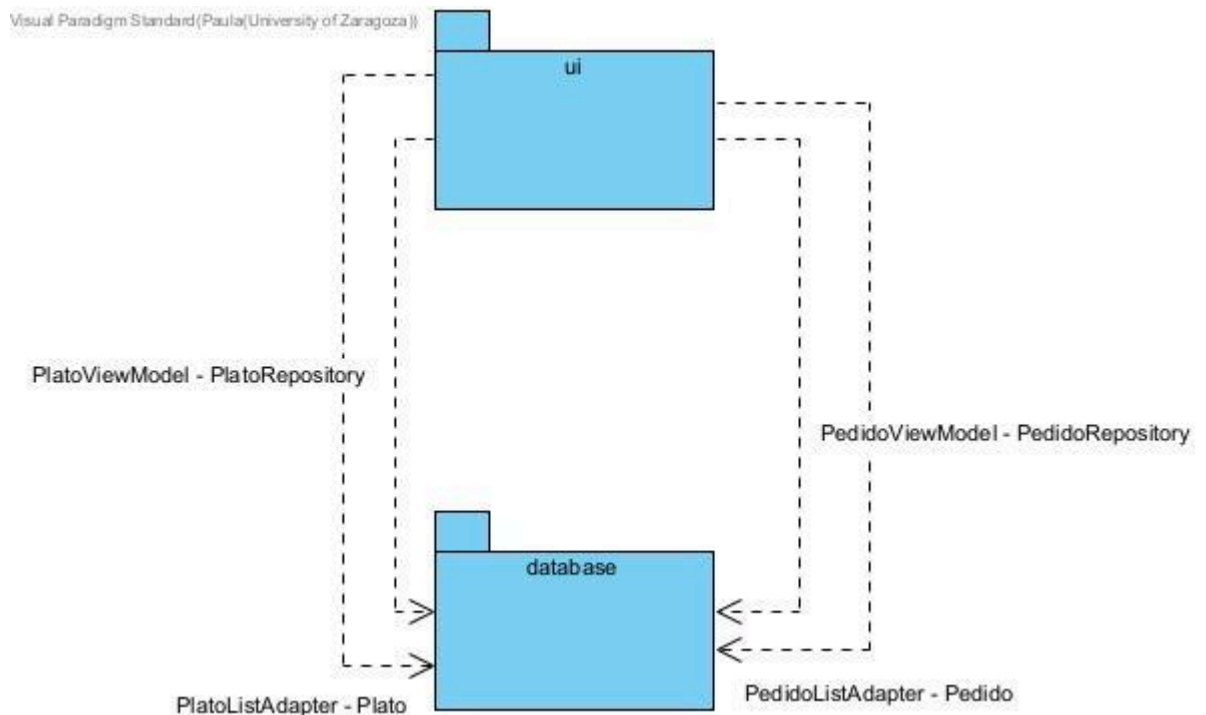 Visual Paradigm Standard(Paula(University of Zaragoza))
ui
PlatoViewModel - PlatoRepository
PedidoViewModel - PedidoRepository
database
PlatoListAdapter - Plato
PedidoListAdapter - Pedido